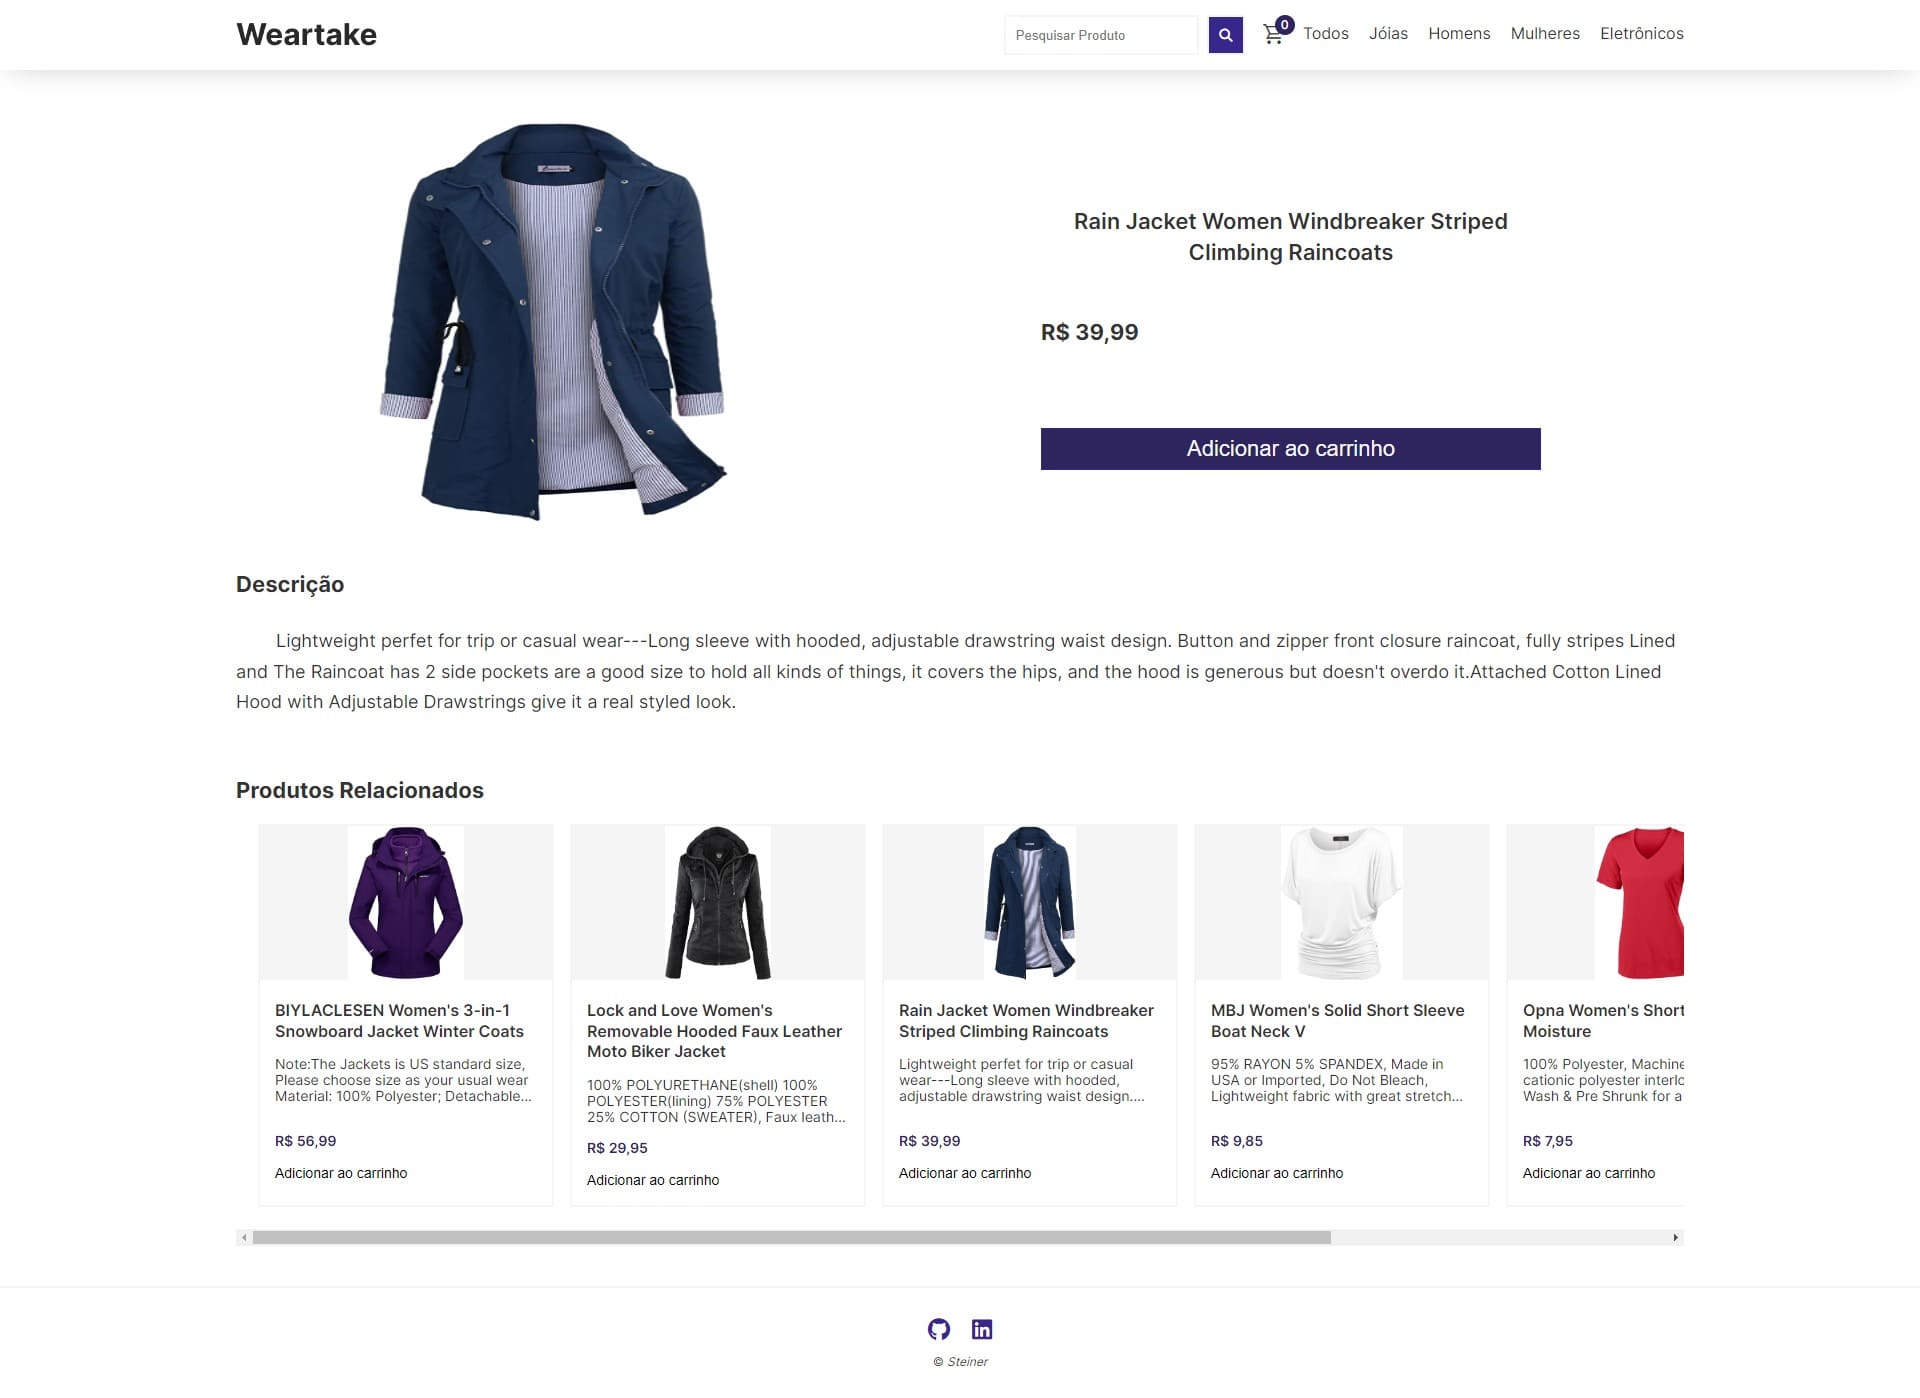 Weartake
Pesquisar Produto
0
Todos
Jóias
Homens
Mulheres
Eletrônicos
Rain Jacket Women Windbreaker Striped
Climbing Raincoats
R$ 39,99
Adicionar ao carrinho
Descrição
Lightweight perfet for trip or casual wear---Long sleeve with hooded, adjustable drawstring waist design. Button and zipper front closure raincoat, fully stripes Lined
and The Raincoat has 2 side pockets are a good size to hold all kinds of things, it covers the hips, and the hood is generous but doesn't overdo it.Attached Cotton Lined
Hood with Adjustable Drawstrings give it a real styled look.
Produtos Relacionados
BIYLACLESEN Women's 3-in-1
Snowboard Jacket Winter Coats
Note:The Jackets is US standard size,
Please choose size as your usual wear
Material: 100% Polyester; Detachable...
R$ 56,99
Adicionar ao carrinho
Lock and Love Women's
Removable Hooded Faux Leather
Moto Biker Jacket
100% POLYURETHANE(shell) 100%
POLYESTER(lining) 75% POLYESTER
25% COTTON (SWEATER), Faux leath...
R$ 29,95
Adicionar ao carrinho
Rain Jacket Women Windbreaker
Striped Climbing Raincoats
Lightweight perfet for trip or casual
wear---Long sleeve with hooded,
adjustable drawstring waist design....
R$ 39,99
Adicionar ao carrinho
MBJ Women's Solid Short Sleeve
Boat Neck V
95% RAYON 5% SPANDEX, Made in
USA or Imported, Do Not Bleach,
Lightweight fabric with great stretch...
R$ 9,85
Adicionar ao carrinho
Opna Women's Short
Moisture
100% Polyester, Machine
cationic polyester interlo
Wash & Pre Shrunk for a
R$ 7,95
Adicionar ao carrinho
© Steiner